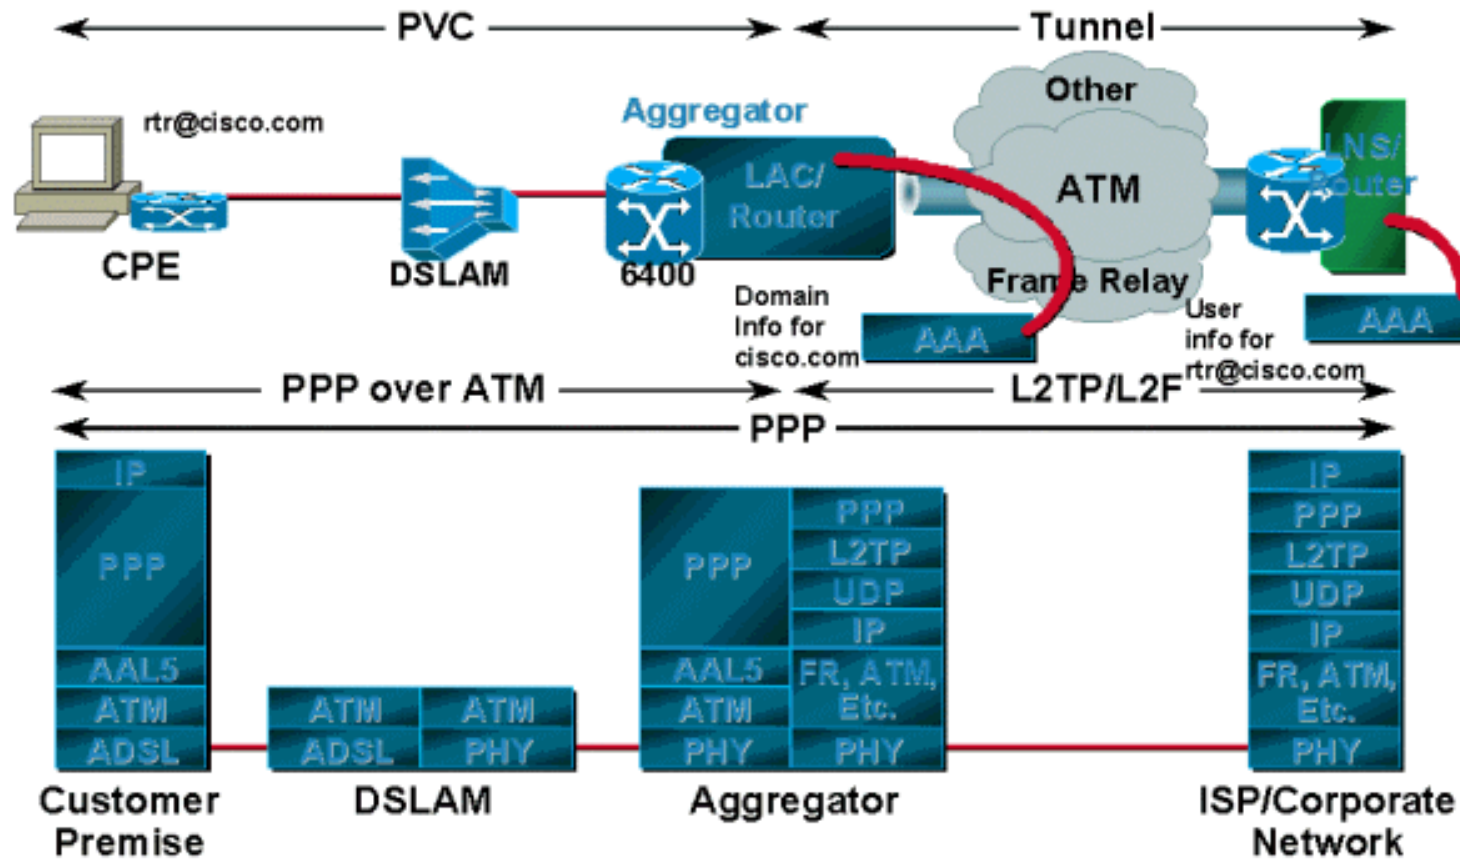 PVC
Tunnel
rtr@cisco.com
Aggregator
Other
LAC/
Router
ATM
LNS/
Router
CPE
DSLAM
6400
Frame Relay
Domain
Info for
cisco.com
AAA
User
info for
rtr@cisco.com
AAA
PPP over ATM
L2TP/L2F
PPP
IP
PPP
AAL5
ATM
ADSL
ATM
ATM
ADSL
PHY
PPP
AAL5
ATM
PHY
PPP
L2TP
UDP
IP
FR, ATM,
Etc.
PHY
IP
PPP
L2TP
UDP
IP
FR, ATM,
Etc.
PHY
Customer
Premise
DSLAM
Aggregator
ISP/Corporate
Network